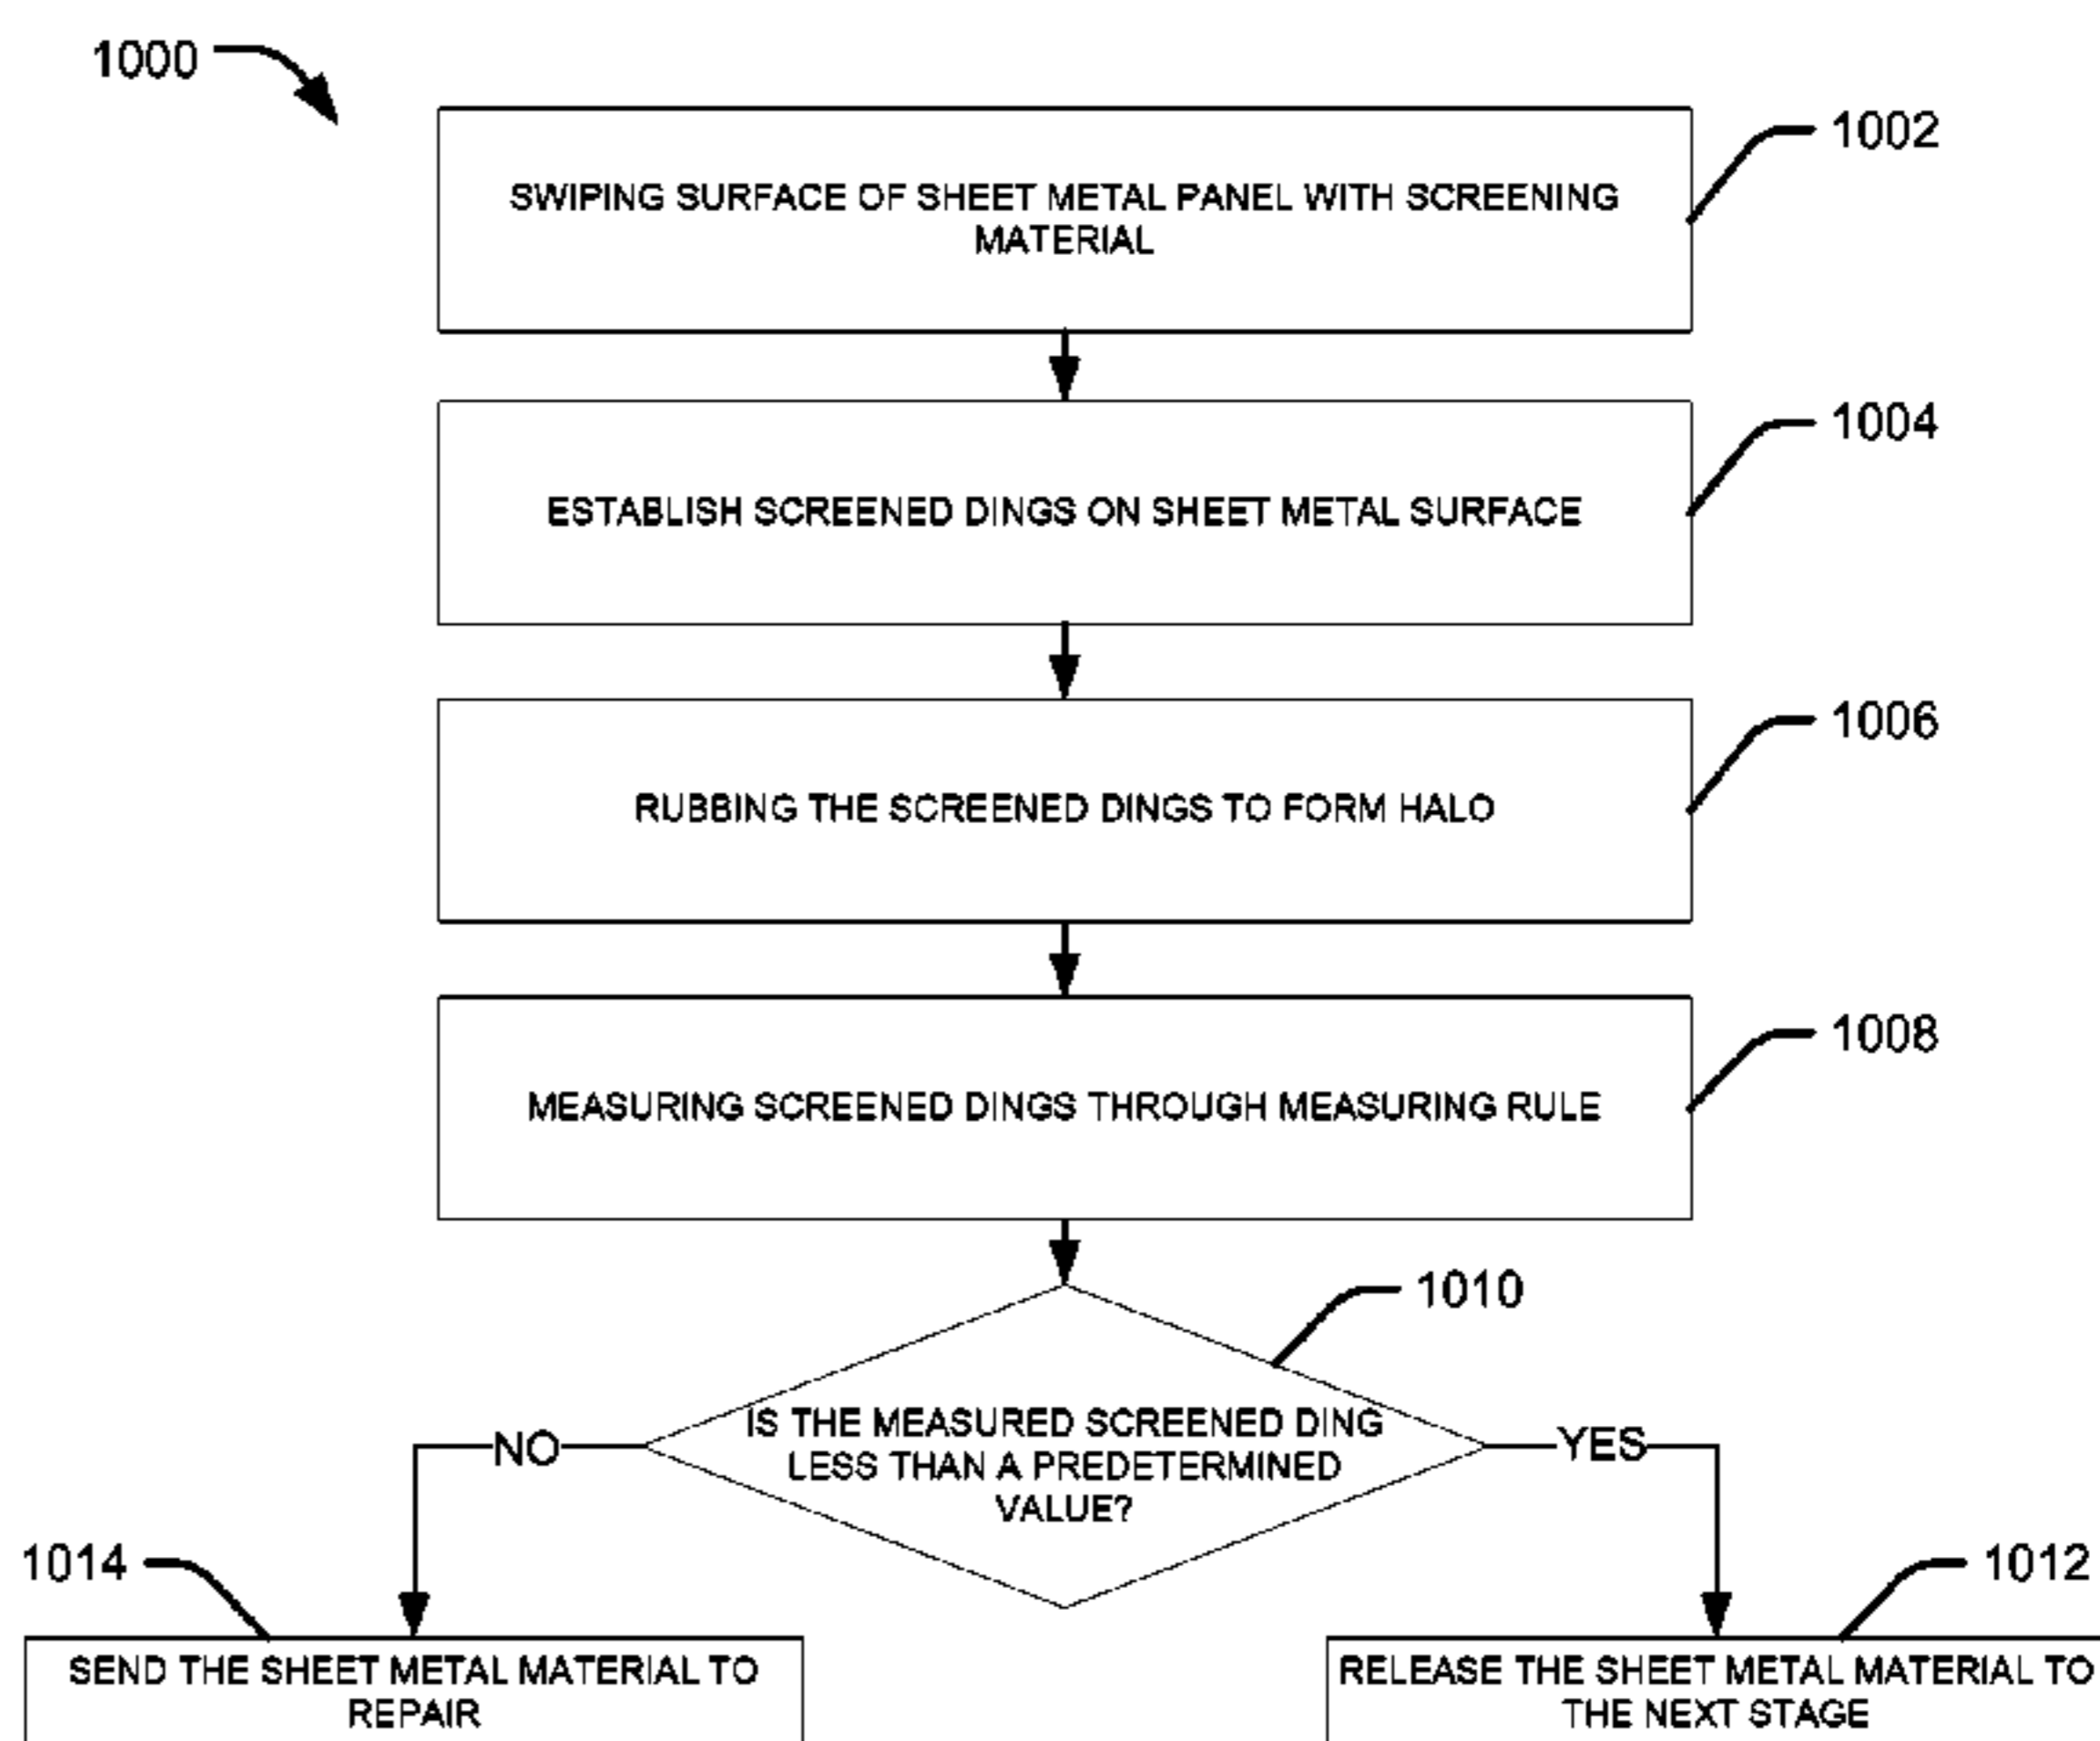 1000
1002
SWIPING SURFACE OF SHEET METAL PANEL WITH SCREENING
MATERIAL
1004
ESTABLISH SCREENED DINGS ON SHEET METAL SURFACE
1006
RUBBING THE SCREENED DINGS TO FORM HALO
1008
MEASURING SCREENED DINGS THROUGH MEASURING RULE
1010
IS THE MEASURED SCREENED DING
LESS THAN A PREDETERMINED
VALUE?
NO
YES
1014
1012
SEND THE SHEET METAL MATERIAL TO
REPAIR
RELEASE THE SHEET METAL MATERIAL TO
THE NEXT STAGE